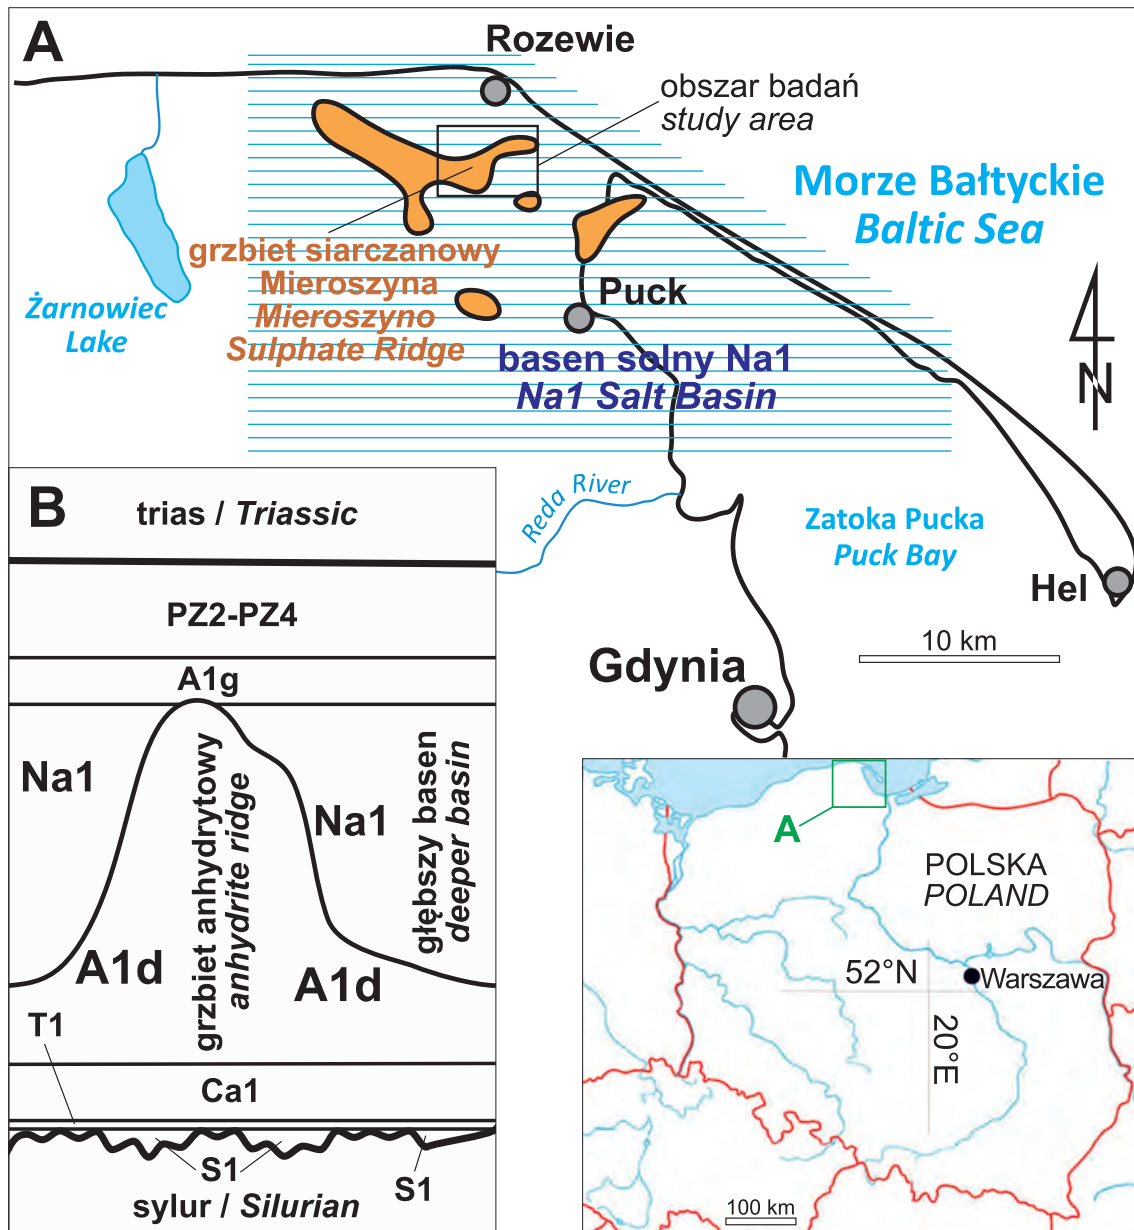 A
Rozewie
obszar badań
study area
Morze Bałtyckie
Baltic Sea
grzbiet siarczanowy
Mieroszyna
Mieroszyno
Sulphate Ridge
Żarnowiec
Lake
Puck
basen solny Na1
Na1 Salt Basin
N
Reda River
Zatoka Pucka
Puck Bay
Hel
10 km
Gdynia
B
trias / Triassic
PZ2-PZ4
A1g
Na1
grzbiet anhydrytowy
anhydrite ridge
Na1
głębszy basen
deeper basin
A1d
A1d
T1
Ca1
S1
S1
sylur / Silurian
A
POLSKA
POLAND
52°N
Warszawa
20°E
100 km